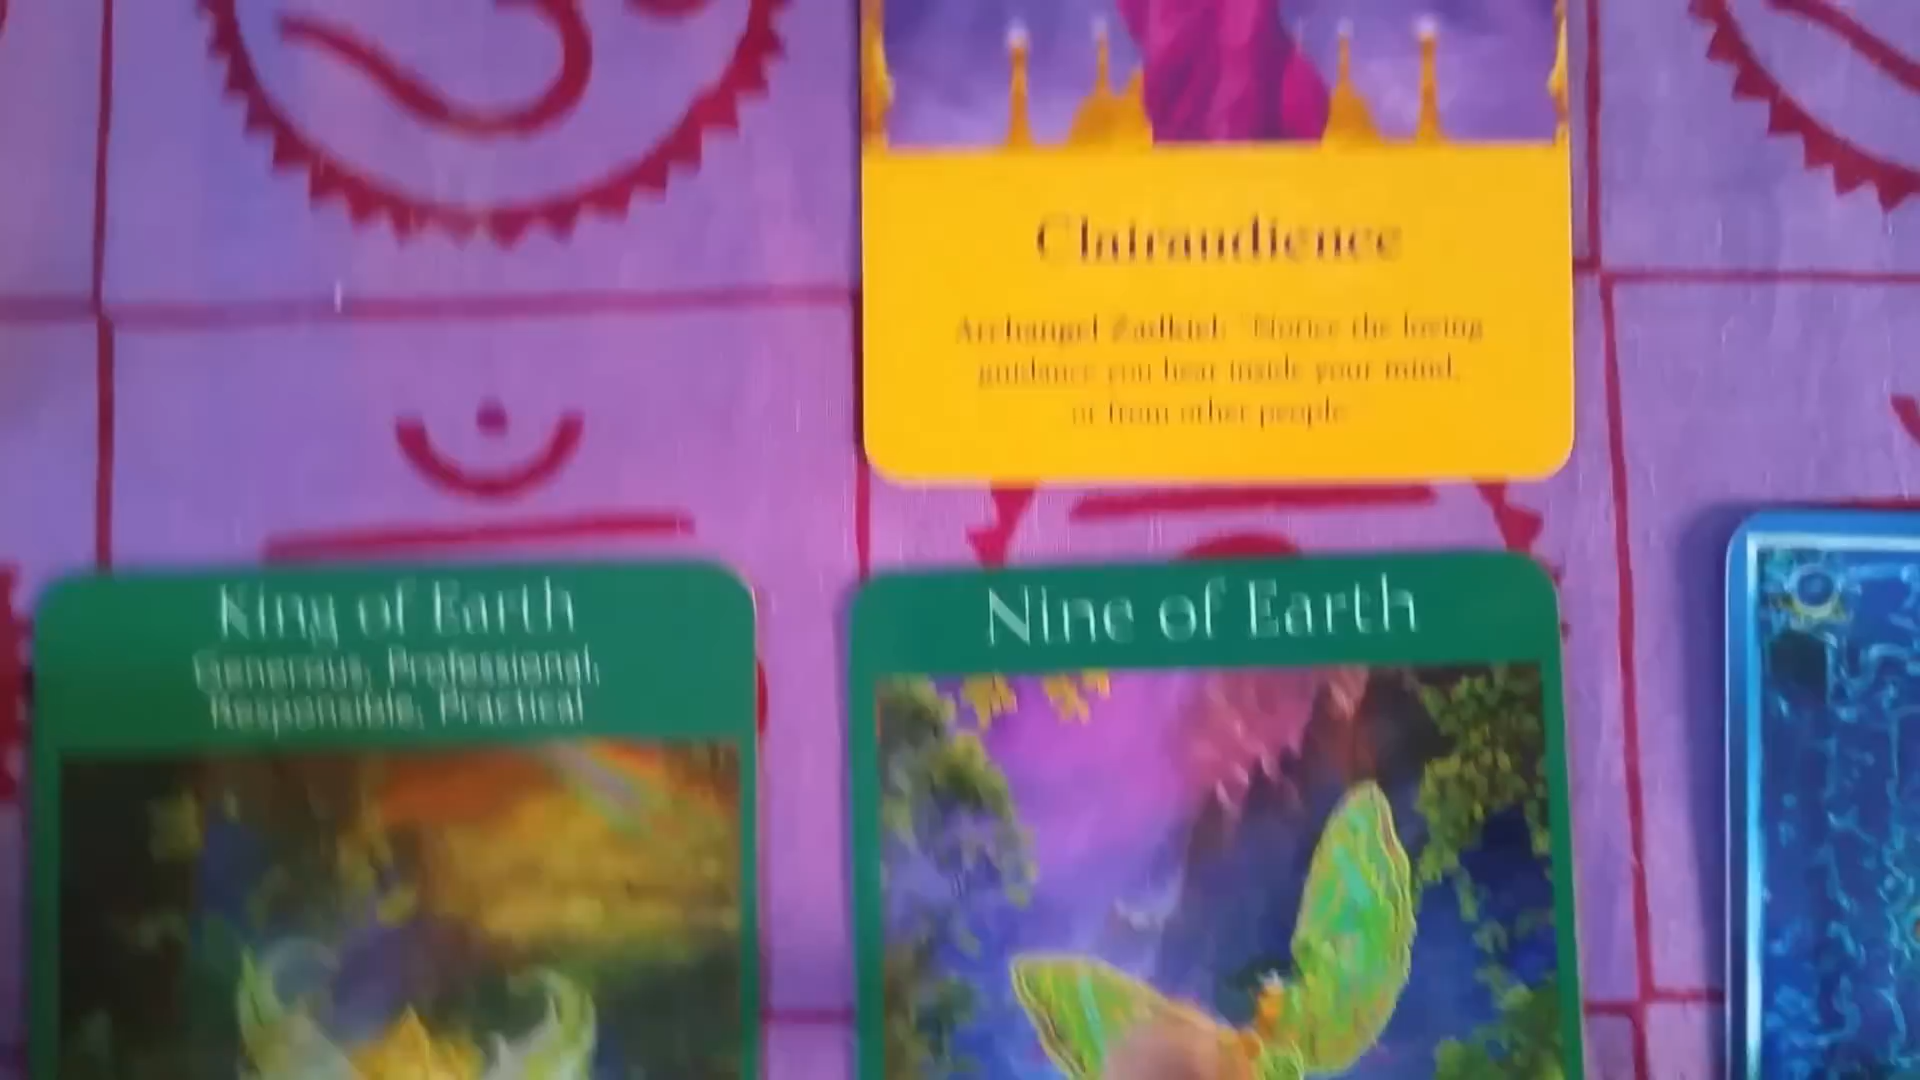 Clairaudience
Archangel Zadkiel: "Notice the loving
guidance you hear inside your mind,
or from other people."
King of Earth
Generous, Professional,
Responsible, Practical
Nine of Earth